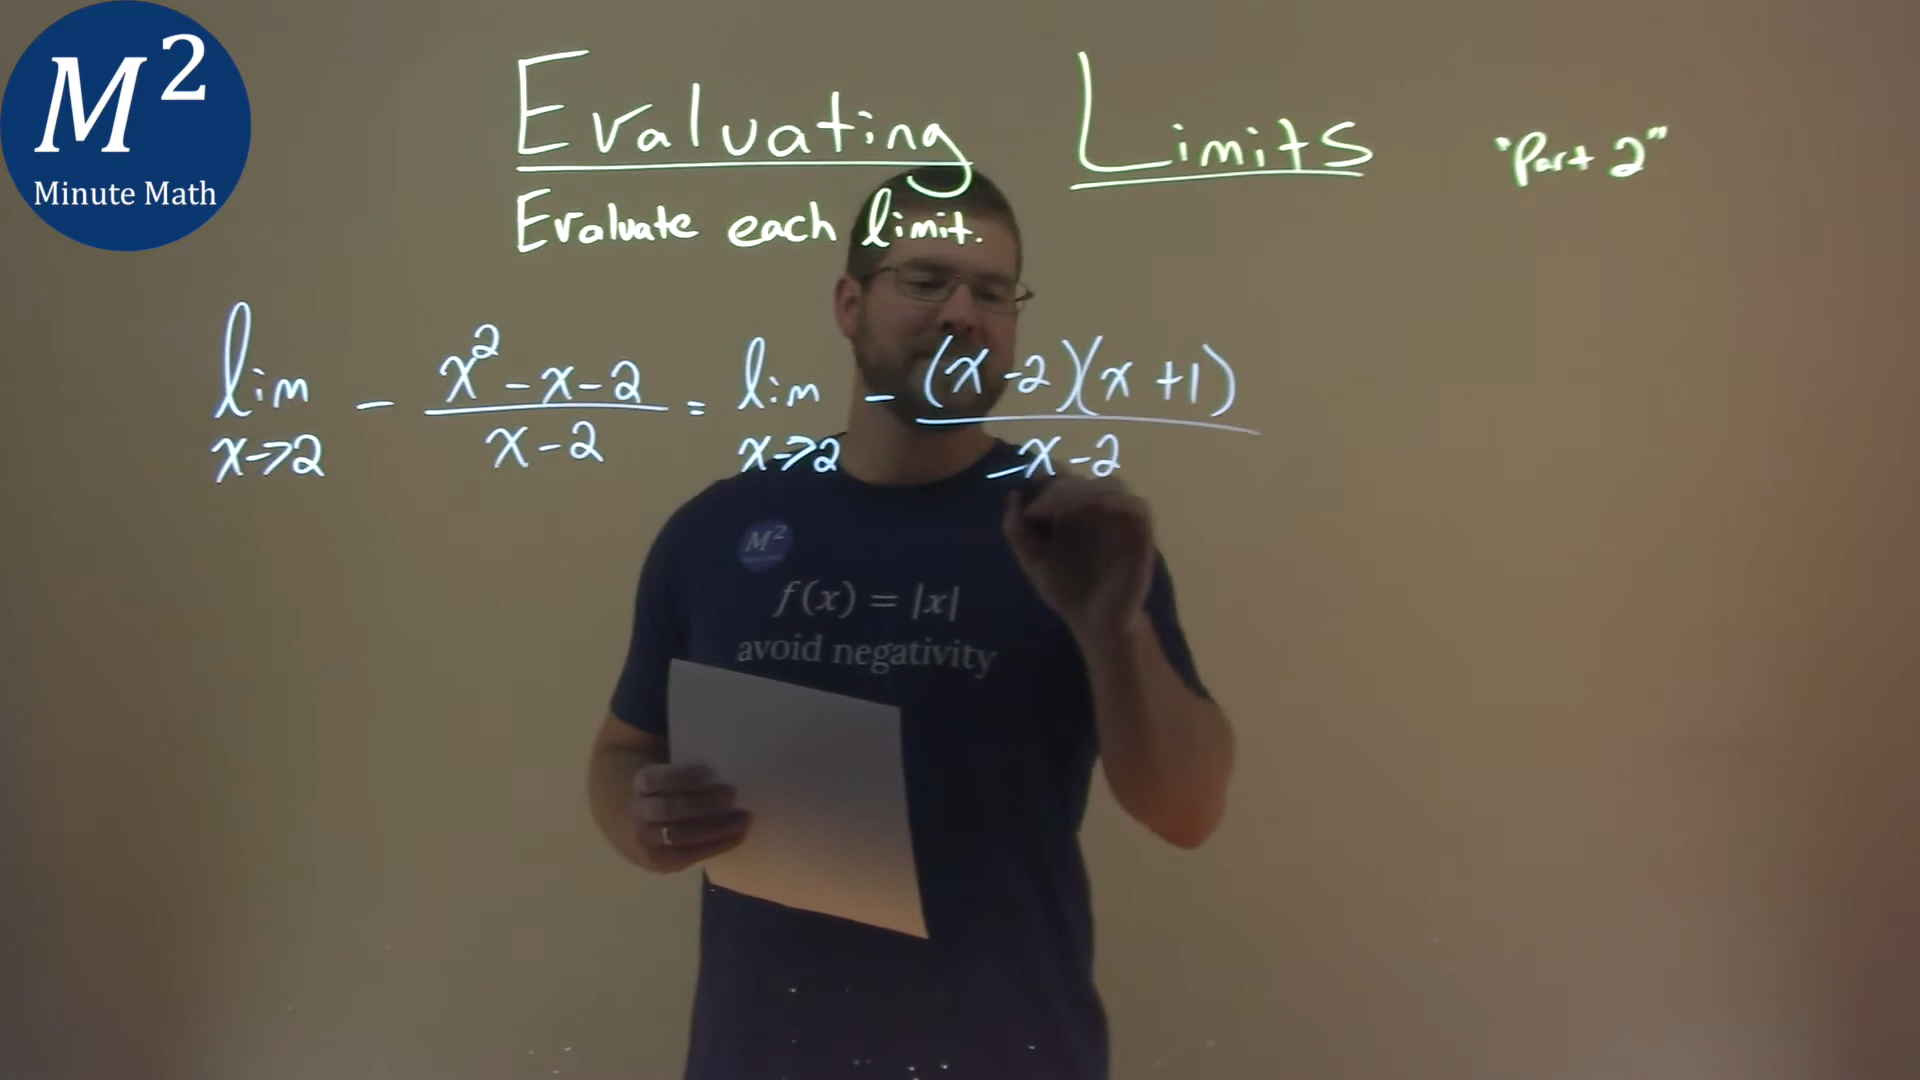 M²
Minute Math
Evaluating Limits "Part 2"
Evaluate each limit.
lim x→2 - (x² - x - 2)/(x - 2) = lim x→2 - (x - 2)(x + 1)/(x - 2)
M²
f(x) = |x|
avoid negativity